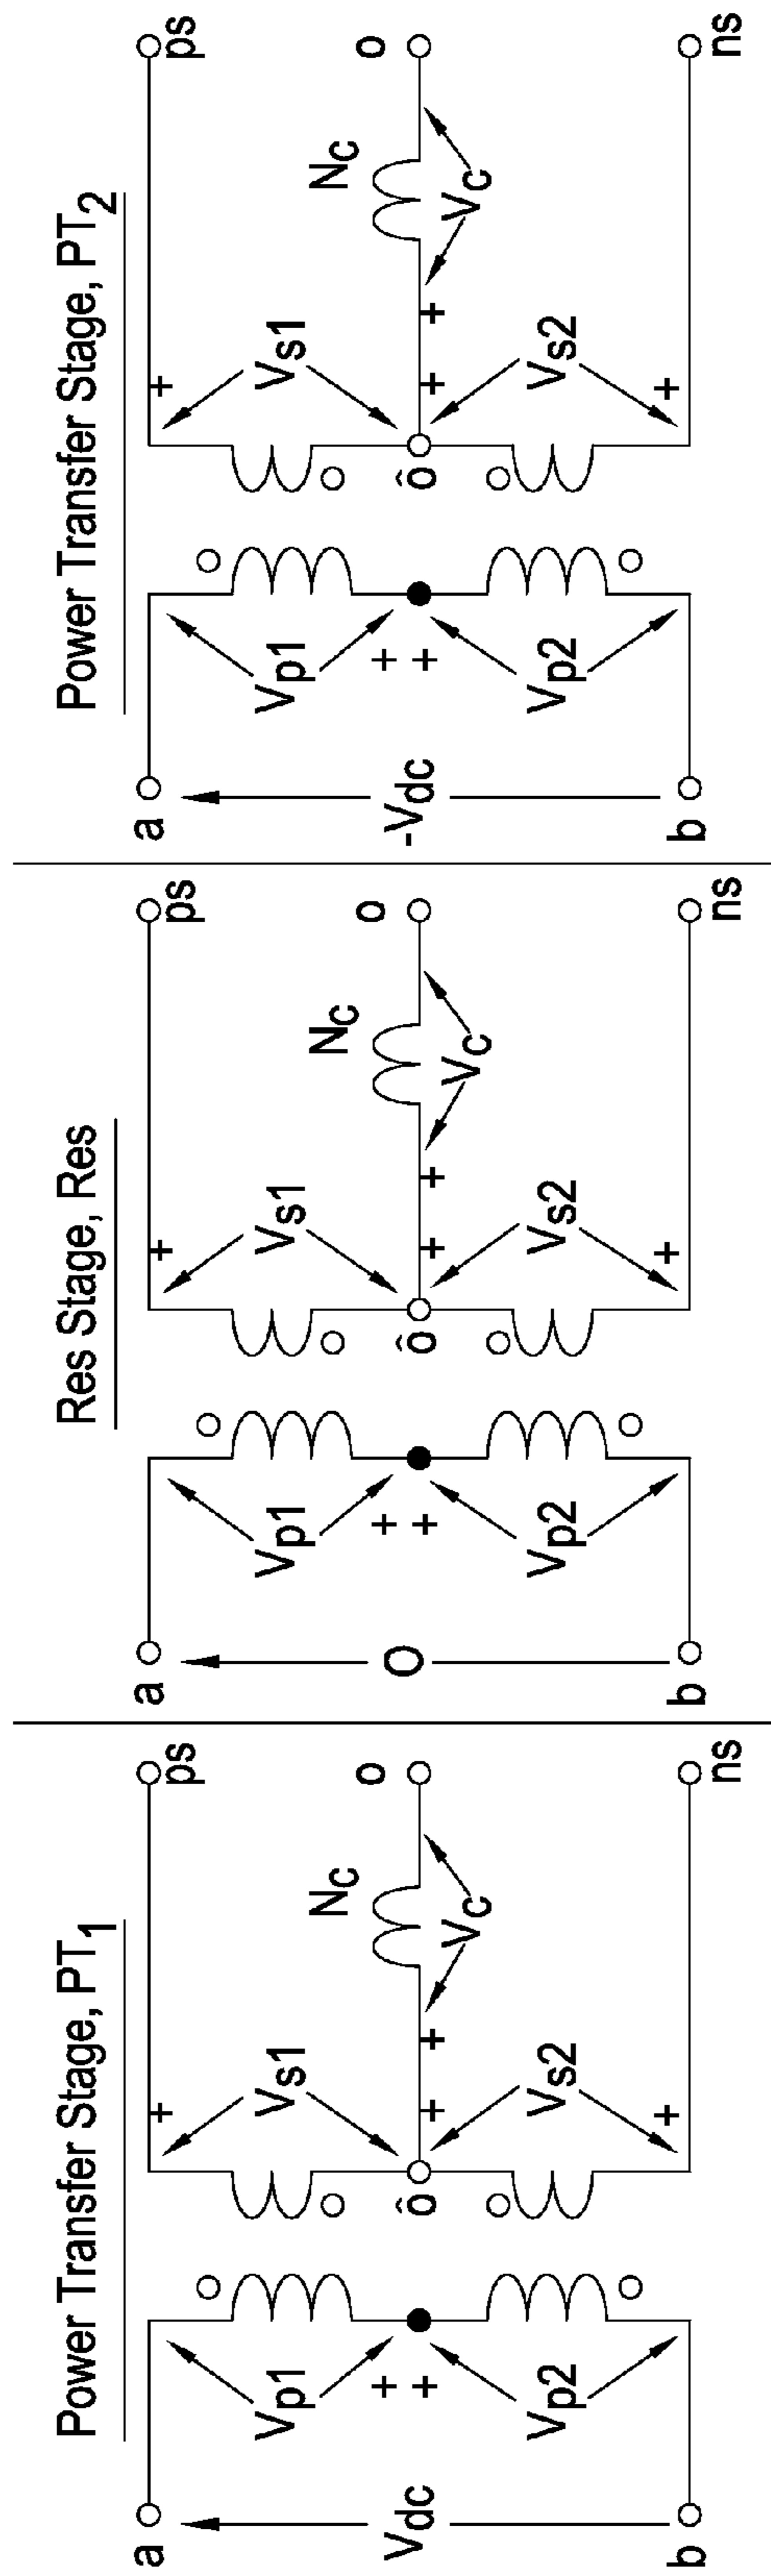 Power Transfer Stage, PT1
a
ps
Vp1
Vs1
+
Nc
o
Vdc
+
+
ô
+
+
Vc
Vp2
Vs2
+
b
ns
Res Stage, Res
a
ps
Vp1
Vs1
+
Nc
o
O
+
+
ô
+
+
Vc
Vp2
Vs2
+
b
ns
Power Transfer Stage, PT2
a
ps
Vp1
Vs1
+
Nc
o
-Vdc
+
+
ô
+
+
Vc
Vp2
Vs2
+
b
ns